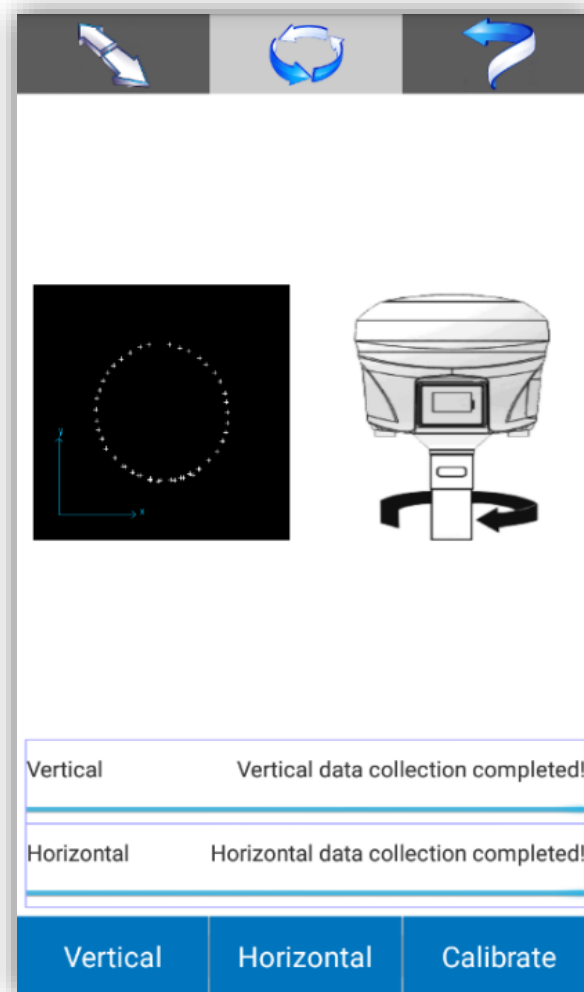 y
x
Vertical Vertical data collection completed!
Horizontal Horizontal data collection completed!
Vertical Horizontal Calibrate